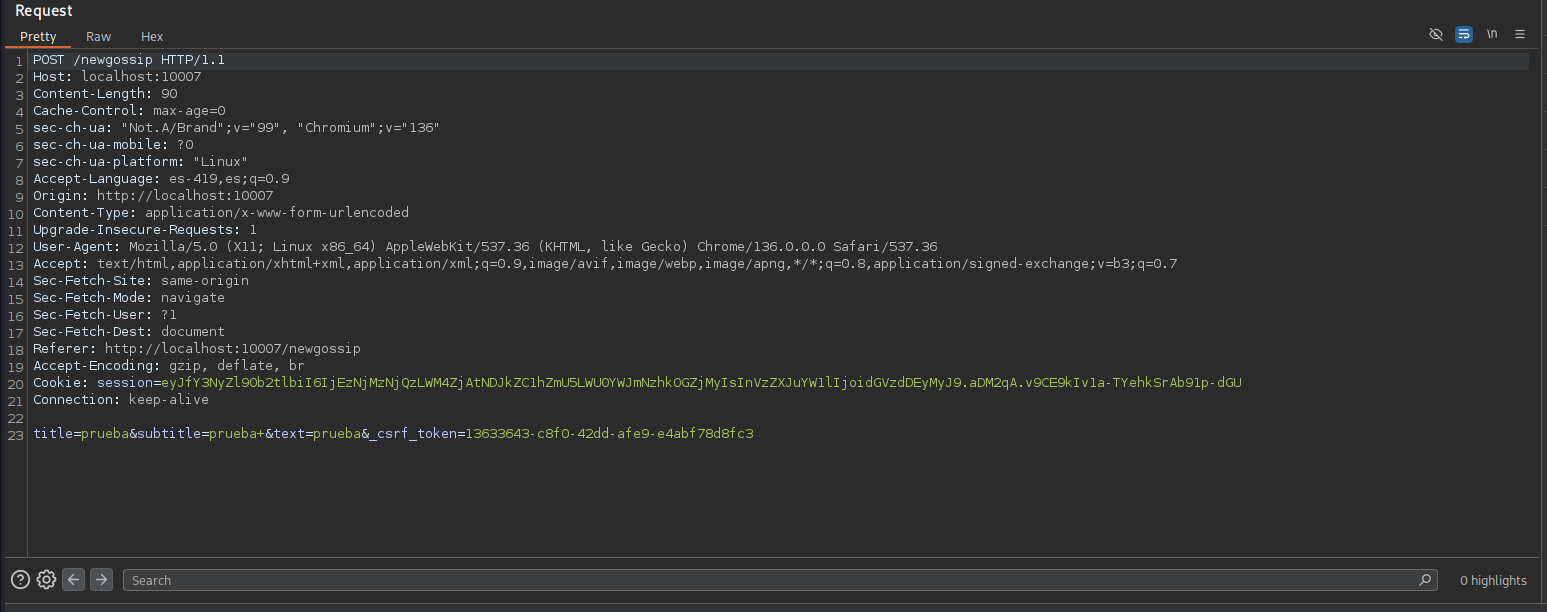 Request
Pretty Raw Hex
\n
1 POST /newgossip HTTP/1.1
2 Host: localhost:10007
3 Content-Length: 90
4 Cache-Control: max-age=0
5 sec-ch-ua: "Not.A/Brand";v="99", "Chromium";v="136"
6 sec-ch-ua-mobile: ?0
7 sec-ch-ua-platform: "Linux"
8 Accept-Language: es-419,es;q=0.9
9 Origin: http://localhost:10007
10 Content-Type: application/x-www-form-urlencoded
11 Upgrade-Insecure-Requests: 1
12 User-Agent: Mozilla/5.0 (X11; Linux x86_64) AppleWebKit/537.36 (KHTML, like Gecko) Chrome/136.0.0.0 Safari/537.36
13 Accept: text/html,application/xhtml+xml,application/xml;q=0.9,image/avif,image/webp,image/apng,*/*;q=0.8,application/signed-exchange;v=b3;q=0.7
14 Sec-Fetch-Site: same-origin
15 Sec-Fetch-Mode: navigate
16 Sec-Fetch-User: ?1
17 Sec-Fetch-Dest: document
18 Referer: http://localhost:10007/newgossip
19 Accept-Encoding: gzip, deflate, br
20 Cookie: session=eyJfY3NyZl90b2tlbiI6IjEzNjMzNjQzLWM4ZjAtNDJkZC1hZmU5LWU0YWJmNzhkOGZjMyIsInVzZXJuYW1lIjoidGVzdDEyMyJ9.aDM2qA.v9CE9kIv1a-TYehkSrAb91p-dGU
21 Connection: keep-alive
22
23 title=prueba&subtitle=prueba+&text=prueba&_csrf_token=13633643-c8f0-42dd-afe9-e4abf78d8fc3
Search
0 highlights